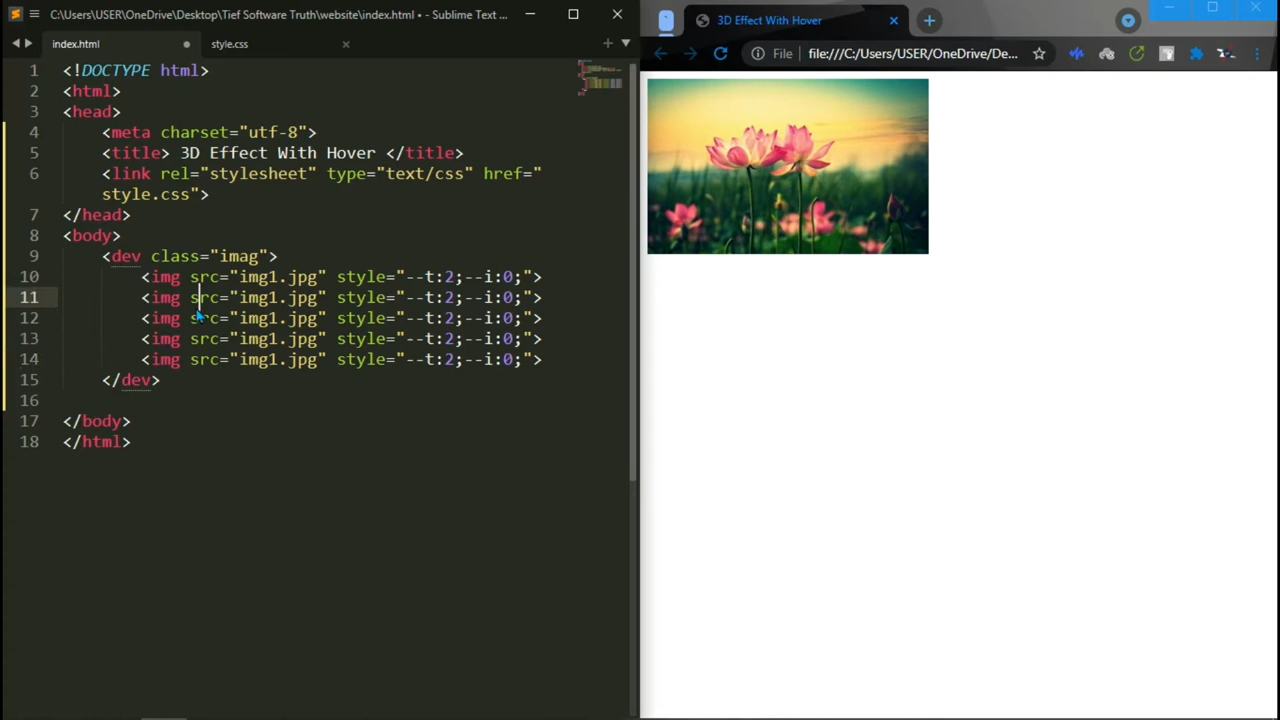 C:\Users\USER\OneDrive\Desktop\Tief Software Truth\website\index.html • - Sublime Text ...
index.html
style.css
1 <!DOCTYPE html>
2 <html>
3 <head>
4 <meta charset="utf-8">
5 <title> 3D Effect With Hover </title>
6 <link rel="stylesheet" type="text/css" href="
style.css">
7 </head>
8 <body>
9 <dev class="imag">
10 <img src="img1.jpg" style="--t:2;--i:0;">
11 <img src="img1.jpg" style="--t:2;--i:0;">
12 <img src="img1.jpg" style="--t:2;--i:0;">
13 <img src="img1.jpg" style="--t:2;--i:0;">
14 <img src="img1.jpg" style="--t:2;--i:0;">
15 </dev>
16
17 </body>
18 </html>
3D Effect With Hover
File file:///C:/Users/USER/OneDrive/De...